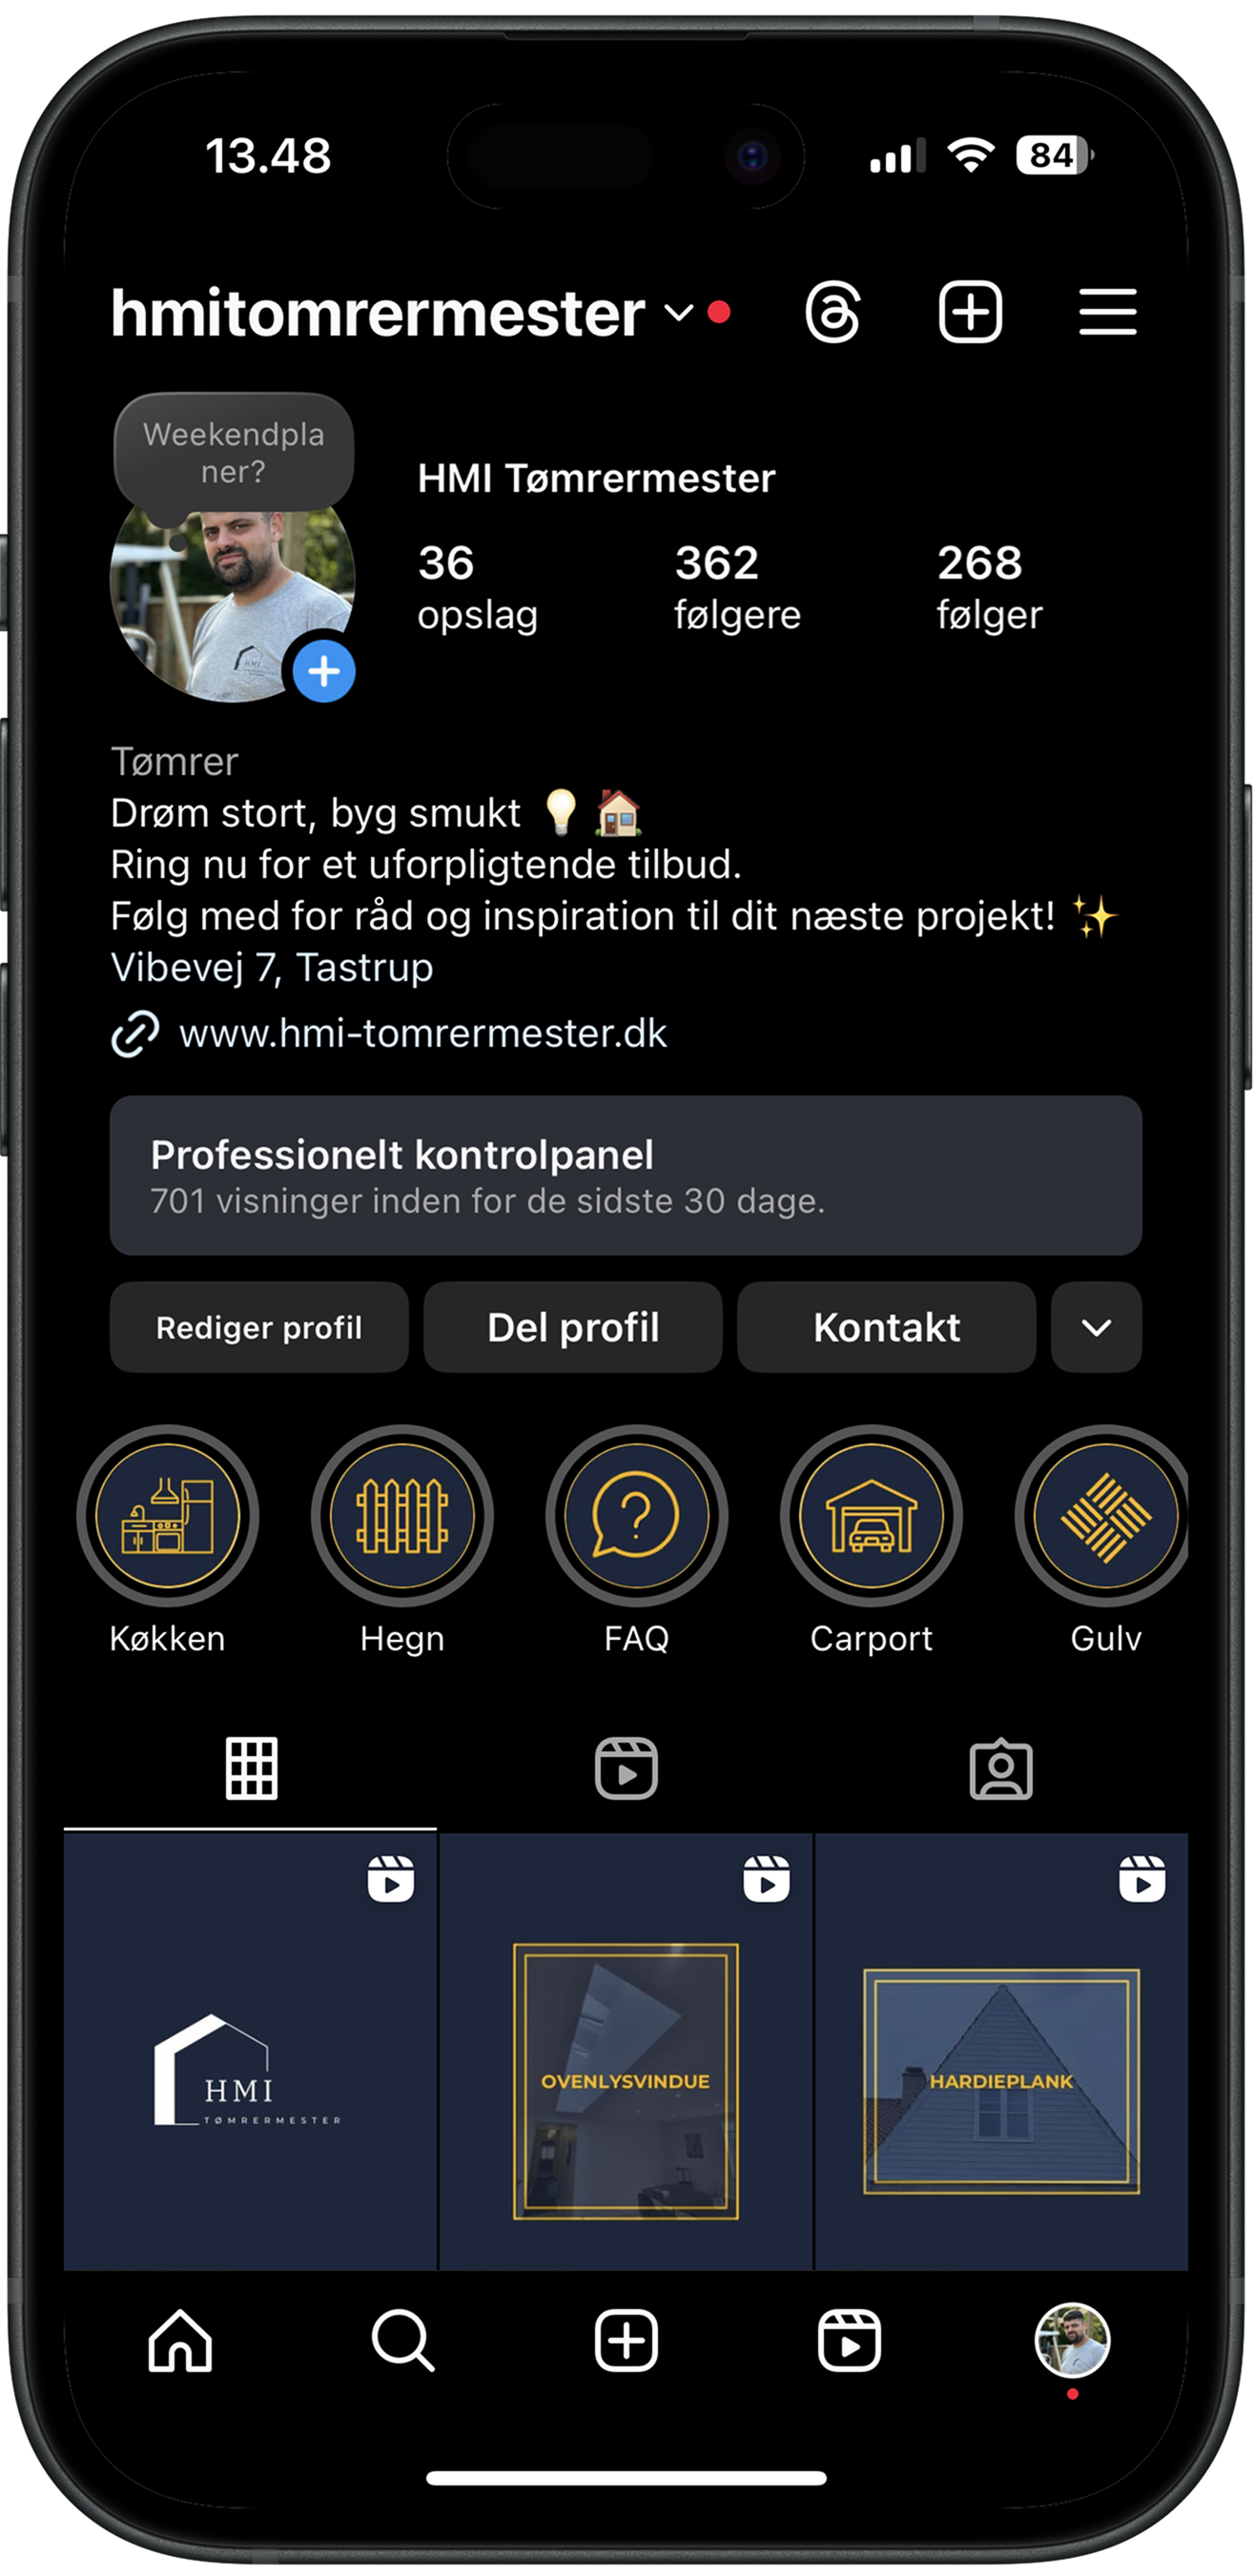 13.48
84
hmitomrermester
Weekendpla
ner?
HMI Tømrermester
36
362
268
opslag
følgere
følger
Tømrer
Drøm stort, byg smukt 💡 🏠
Ring nu for et uforpligtende tilbud.
Følg med for råd og inspiration til dit næste projekt! ✨
Vibevej 7, Tastrup
www.hmi-tomrermester.dk
Professionelt kontrolpanel
701 visninger inden for de sidste 30 dage.
Rediger profil
Del profil
Kontakt
Køkken
Hegn
FAQ
Carport
Gulv
HMI
TØMRERMESTER
OVENLYSVINDUE
HARDIEPLANK